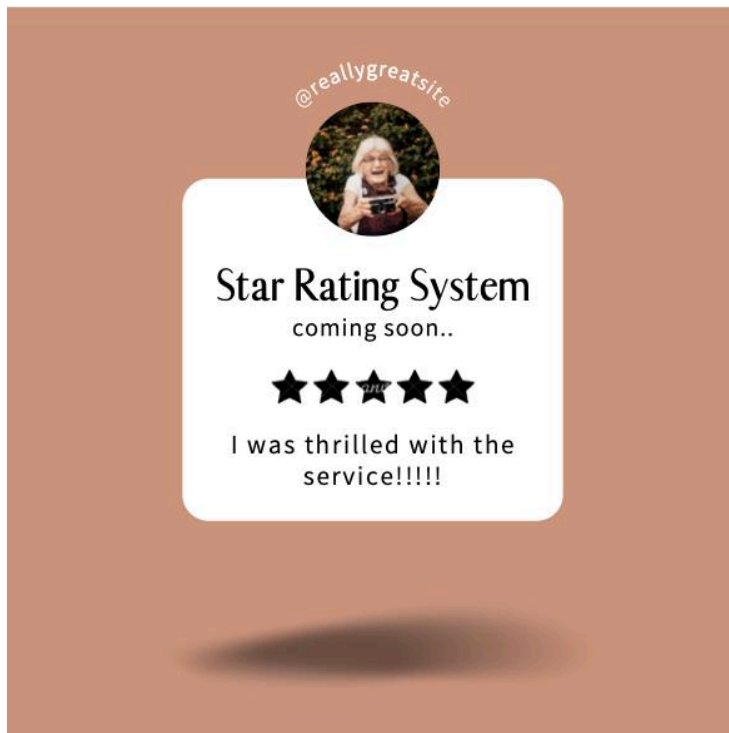 @reallygreatsite
Star Rating System
coming soon..
I was thrilled with the
service!!!!!